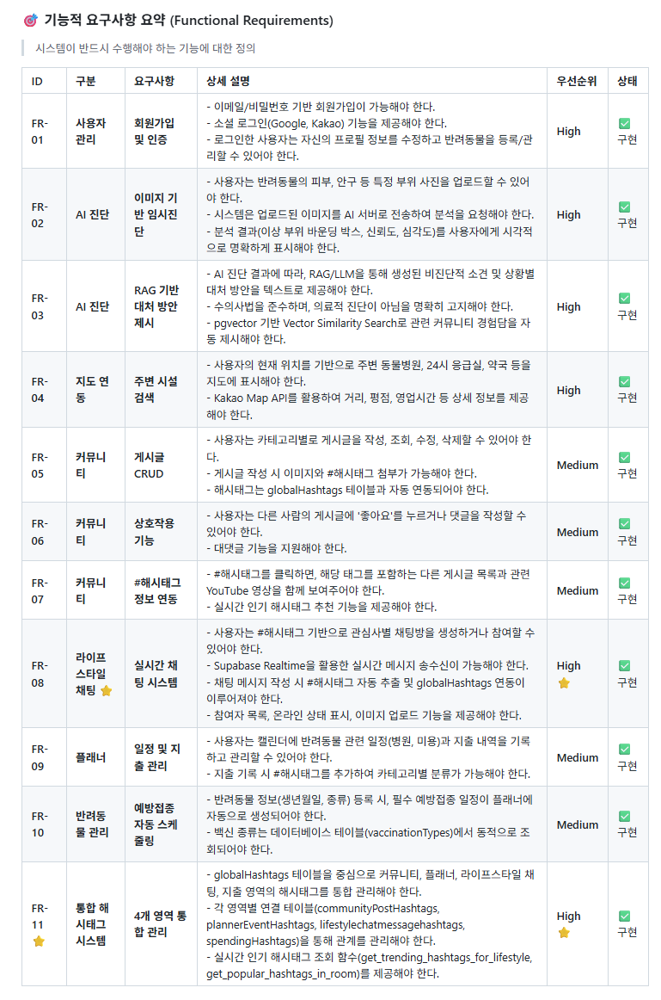 🎯 기능적 요구사항 요약 (Functional Requirements)
시스템이 반드시 수행해야 하는 기능에 대한 정의
ID 구분 요구사항 상세 설명 우선순위 상태
FR-
01
사용자
관리
회원가입
및 인증
- 이메일/비밀번호 기반 회원가입이 가능해야 한다.
- 소셜 로그인(Google, Kakao) 기능을 제공해야 한다.
- 로그인한 사용자는 자신의 프로필 정보를 수정하고 반려동물을 등록/관
리할 수 있어야 한다.
High
✅
구현
FR-
02
AI 진단
이미지 기
반 임시진
단
- 사용자는 반려동물의 피부, 안구 등 특정 부위 사진을 업로드할 수 있어
야 한다.
- 시스템은 업로드된 이미지를 AI 서버로 전송하여 분석을 요청해야 한다.
- 분석 결과(이상 부위 바운딩 박스, 신뢰도, 심각도)를 사용자에게 시각적
으로 명확하게 표시해야 한다.
High
✅
구현
FR-
03
AI 진단
RAG 기반
대처 방안
제시
- AI 진단 결과에 따라, RAG/LLM을 통해 생성된 비진단적 소견 및 상황별
대처 방안을 텍스트로 제공해야 한다.
- 수의사법을 준수하며, 의료적 진단이 아님을 명확히 고지해야 한다.
- pgvector 기반 Vector Similarity Search로 관련 커뮤니티 경험담을 자
동 제시해야 한다.
High
✅
구현
FR-
04
지도 연
동
주변 시설
검색
- 사용자의 현재 위치를 기반으로 주변 동물병원, 24시 응급실, 약국 등을
지도에 표시해야 한다.
- Kakao Map API를 활용하여 거리, 평점, 영업시간 등 상세 정보를 제공
해야 한다.
High
✅
구현
FR-
05
커뮤니
티
게시글
CRUD
- 사용자는 카테고리별로 게시글을 작성, 조회, 수정, 삭제할 수 있어야 한
다.
- 게시글 작성 시 이미지와 #해시태그 첨부가 가능해야 한다.
- 해시태그는 globalHashtags 테이블과 자동 연동되어야 한다.
Medium
✅
구현
FR-
06
커뮤니
티
상호작용
기능
- 사용자는 다른 사람의 게시글에 '좋아요'를 누르거나 댓글을 작성할 수
있어야 한다.
- 대댓글 기능을 지원해야 한다.
Medium
✅
구현
FR-
07
커뮤니
티
#해시태그
정보 연동
- #해시태그를 클릭하면, 해당 태그를 포함하는 다른 게시글 목록과 관련
YouTube 영상을 함께 보여주어야 한다.
- 실시간 인기 해시태그 추천 기능을 제공해야 한다.
Medium
✅
구현
FR-
08
라이프
스타일
채팅 ⭐
실시간 채
팅 시스템
- 사용자는 #해시태그 기반으로 관심사별 채팅방을 생성하거나 참여할 수
있어야 한다.
- Supabase Realtime을 활용한 실시간 메시지 송수신이 가능해야 한다.
- 채팅 메시지 작성 시 #해시태그 자동 추출 및 globalHashtags 연동이
이루어져야 한다.
- 참여자 목록, 온라인 상태 표시, 이미지 업로드 기능을 제공해야 한다.
High
⭐
✅
구현
FR-
09
플래너
일정 및 지
출 관리
- 사용자는 캘린더에 반려동물 관련 일정(병원, 미용)과 지출 내역을 기록
하고 관리할 수 있어야 한다.
- 지출 기록 시 #해시태그를 추가하여 카테고리별 분류가 가능해야 한다.
Medium
✅
구현
FR-
10
반려동
물 관리
예방접종
자동 스케
줄링
- 반려동물 정보(생년월일, 종류) 등록 시, 필수 예방접종 일정이 플래너에
자동으로 생성되어야 한다.
- 백신 종류는 데이터베이스 테이블(vaccinationTypes)에서 동적으로 조
회되어야 한다.
Medium
✅
구현
FR-
11
⭐
통합 해
시태그
시스템
4개 영역 통
합 관리
- globalHashtags 테이블을 중심으로 커뮤니티, 플래너, 라이프스타일 채
팅, 지출 영역의 해시태그를 통합 관리해야 한다.
- 각 영역별 연결 테이블(communityPostHashtags,
plannerEventHashtags, lifestylechatmessagehashtags,
spendingHashtags)을 통해 관계를 관리해야 한다.
- 실시간 인기 해시태그 조회 함수(get_trending_hashtags_for_lifestyle,
get_popular_hashtags_in_room)를 제공해야 한다.
High
⭐
✅
구현